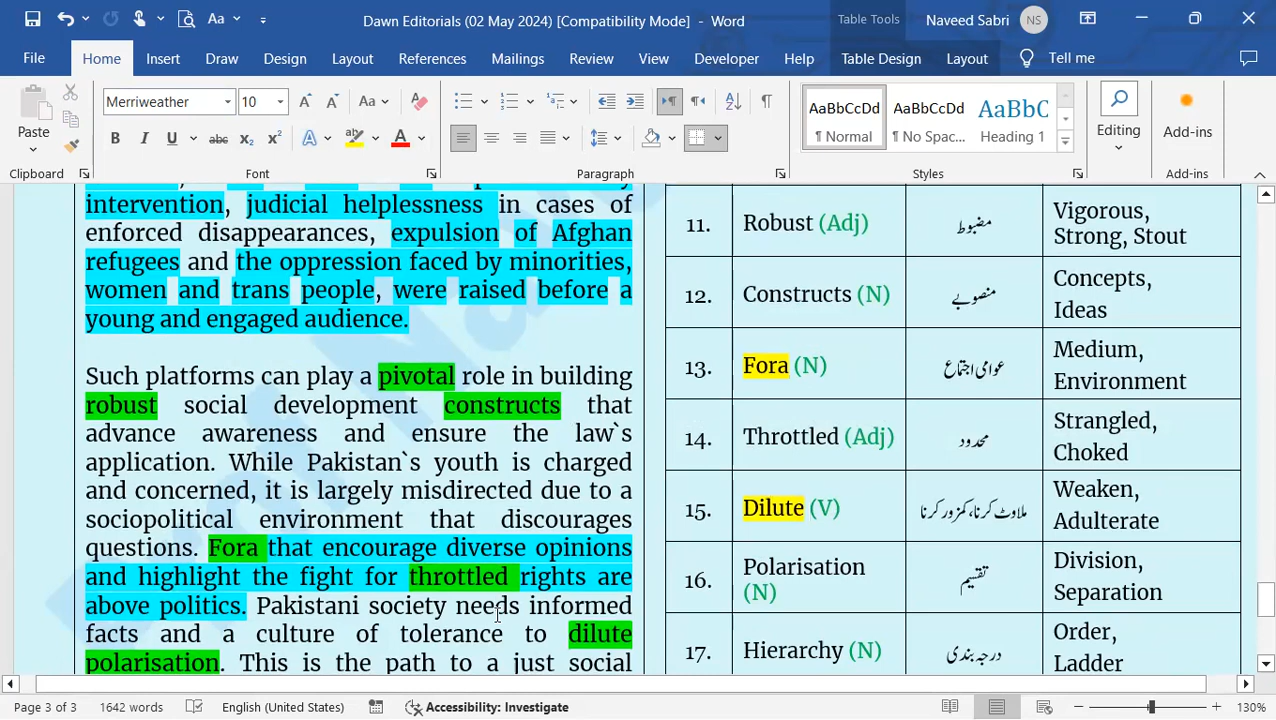 Dawn Editorials (02 May 2024) [Compatibility Mode] - Word
Table Tools
Naveed Sabri
NS
File Home Insert Draw Design Layout References Mailings Review View Developer Help Table Design Layout Tell me
Paste
Merriweather 10
Aa
B I U abc x₂ x²
A
AaBbCcDd AaBbCcDd AaBbCc
¶ Normal ¶ No Spac... Heading 1
Editing
Add-ins
Clipboard Font Paragraph Styles Add-ins
intervention, judicial helplessness in cases of
enforced disappearances, expulsion of Afghan
refugees and the oppression faced by minorities,
women and trans people, were raised before a
young and engaged audience.
Such platforms can play a pivotal role in building
robust social development constructs that
advance awareness and ensure the law`s
application. While Pakistan`s youth is charged
and concerned, it is largely misdirected due to a
sociopolitical environment that discourages
questions. Fora that encourage diverse opinions
and highlight the fight for throttled rights are
above politics. Pakistani society needs informed
facts and a culture of tolerance to dilute
polarisation. This is the path to a just social
11. Robust (Adj) مضبوط Vigorous,
Strong, Stout
12. Constructs (N) منصوبے Concepts,
Ideas
13. Fora (N) عوامی اجتماع Medium,
Environment
14. Throttled (Adj) محدود Strangled,
Choked
15. Dilute (V) ملاوٹ کرنا، کمزور کرنا Weaken,
Adulterate
16. Polarisation
(N) تقسیم Division,
Separation
17. Hierarchy (N) درجہ بندی Order,
Ladder
Page 3 of 3 1642 words English (United States) Accessibility: Investigate 130%